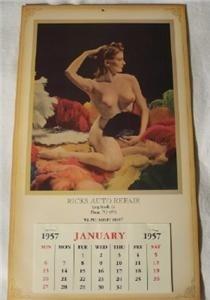 RICKS AUTO REPAIR
1957 JANUARY 1957
SUN MON TUE WED THU FRI SAT
1 2 3 4 5
6 7 8 9 10 11 12
13 14 15 16 17 18 19
20 21 22 23 24 25 26
27 28 29 30 31